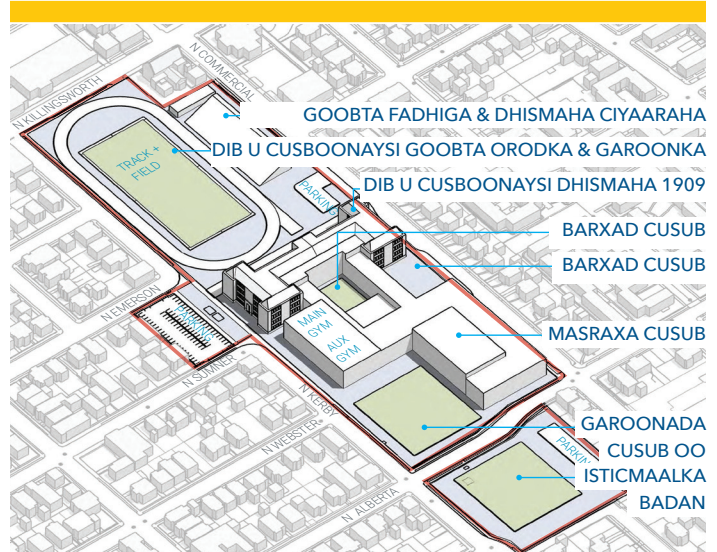 N COMMERCIAL
N KILLINGSWORTH
GOOBTA FADHIGA & DHISMAHA CIYAARAHA
DIB U CUSBOONAYSI GOOBTA ORODKA & GAROONKA
TRACK +
FIELD
PARKING
DIB U CUSBOONAYSI DHISMAHA 1909
BARXAD CUSUB
BARXAD CUSUB
N EMERSON
PARKING
MAIN
GYM
AUX
GYM
MASRAXA CUSUB
N SUMNER
N KERBY
N WEBSTER
GAROONADA
CUSUB OO
ISTICMAALKA
BADAN
PARKIN
N ALBERTA